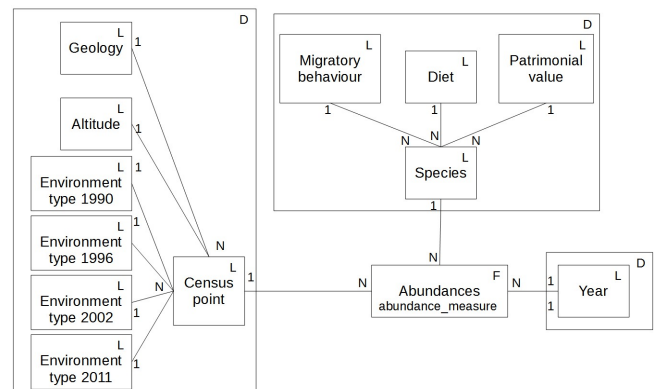 D
L
Geology
1
L
Altitude
1
L
Environment
type 1990
1
L
Environment
type 1996
1
L
Environment
type 2002
1
L
Environment
type 2011
1
N
N
L
Census
point
1
N
D
L
Migratory
behaviour
1
L
Diet
1
L
Patrimonial
value
1
N
N
N
L
Species
1
N
F
Abundances
abundance_measure
N
1
1
D
L
Year